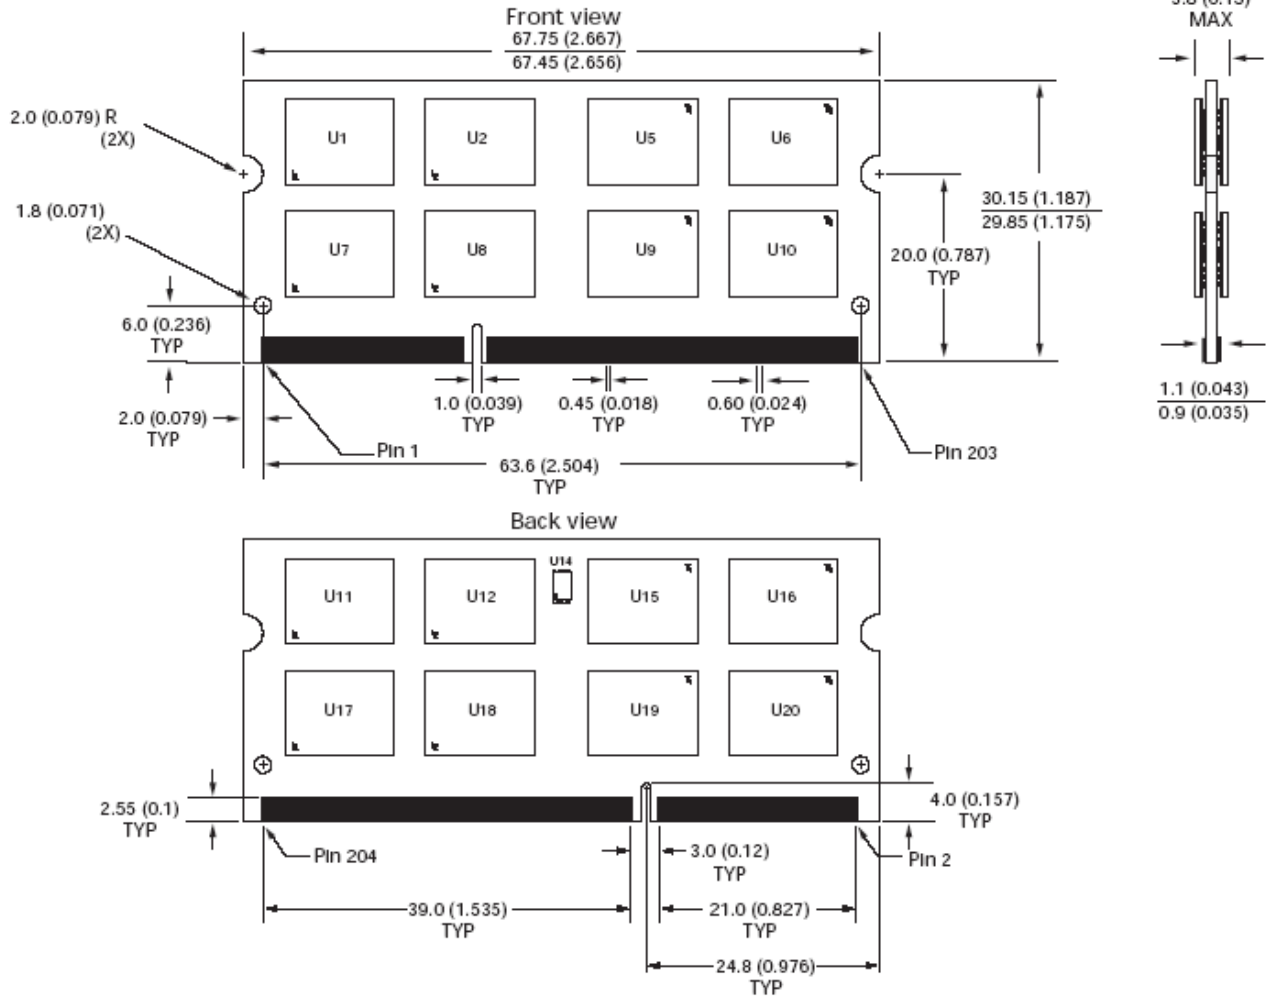 Front view
67.75 (2.667)
67.45 (2.656)
MAX
2.0 (0.079) R
(2X)
U1
U2
U5
U6
1.8 (0.071)
(2X)
30.15 (1.187)
29.85 (1.175)
U7
U8
U9
U10
20.0 (0.787)
TYP
6.0 (0.236)
TYP
1.1 (0.043)
0.9 (0.035)
2.0 (0.079)
TYP
1.0 (0.039)
TYP
0.45 (0.018)
TYP
0.60 (0.024)
TYP
Pin 1
Pin 203
63.6 (2.504)
TYP
Back view
U14
U11
U12
U15
U16
U17
U18
U19
U20
2.55 (0.1)
TYP
4.0 (0.157)
TYP
Pin 204
3.0 (0.12)
TYP
Pin 2
39.0 (1.535)
TYP
21.0 (0.827)
TYP
24.8 (0.976)
TYP